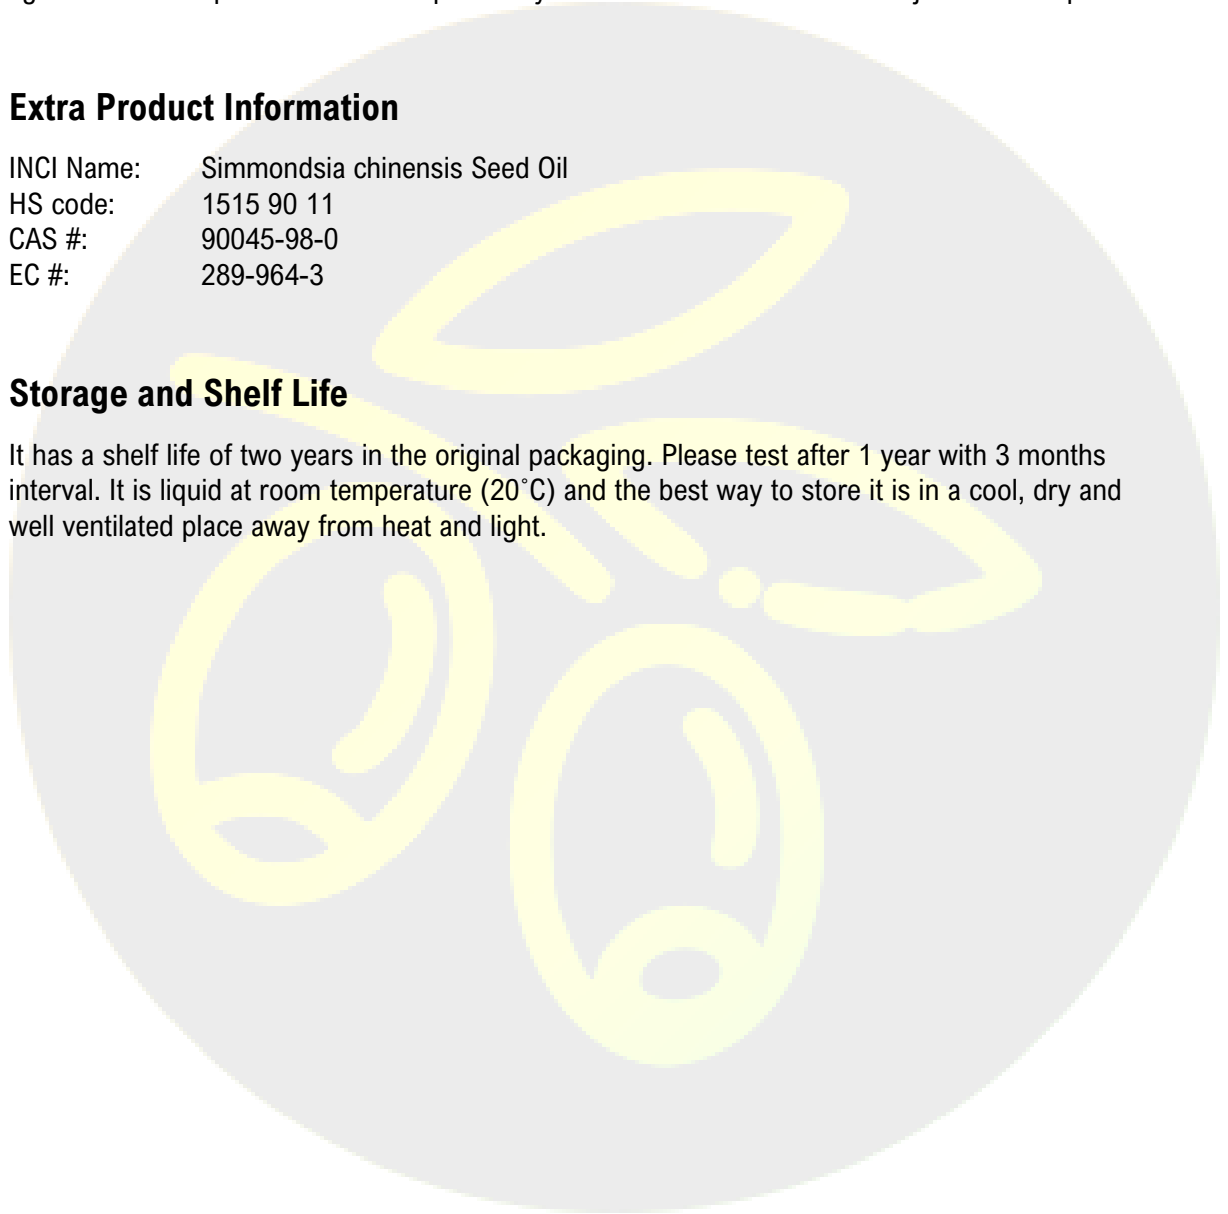 Extra Product Information
INCI Name: Simmondsia chinensis Seed Oil
HS code: 1515 90 11
CAS #: 90045-98-0
EC #: 289-964-3
Storage and Shelf Life
It has a shelf life of two years in the original packaging. Please test after 1 year with 3 months
interval. It is liquid at room temperature (20˚C) and the best way to store it is in a cool, dry and
well ventilated place away from heat and light.